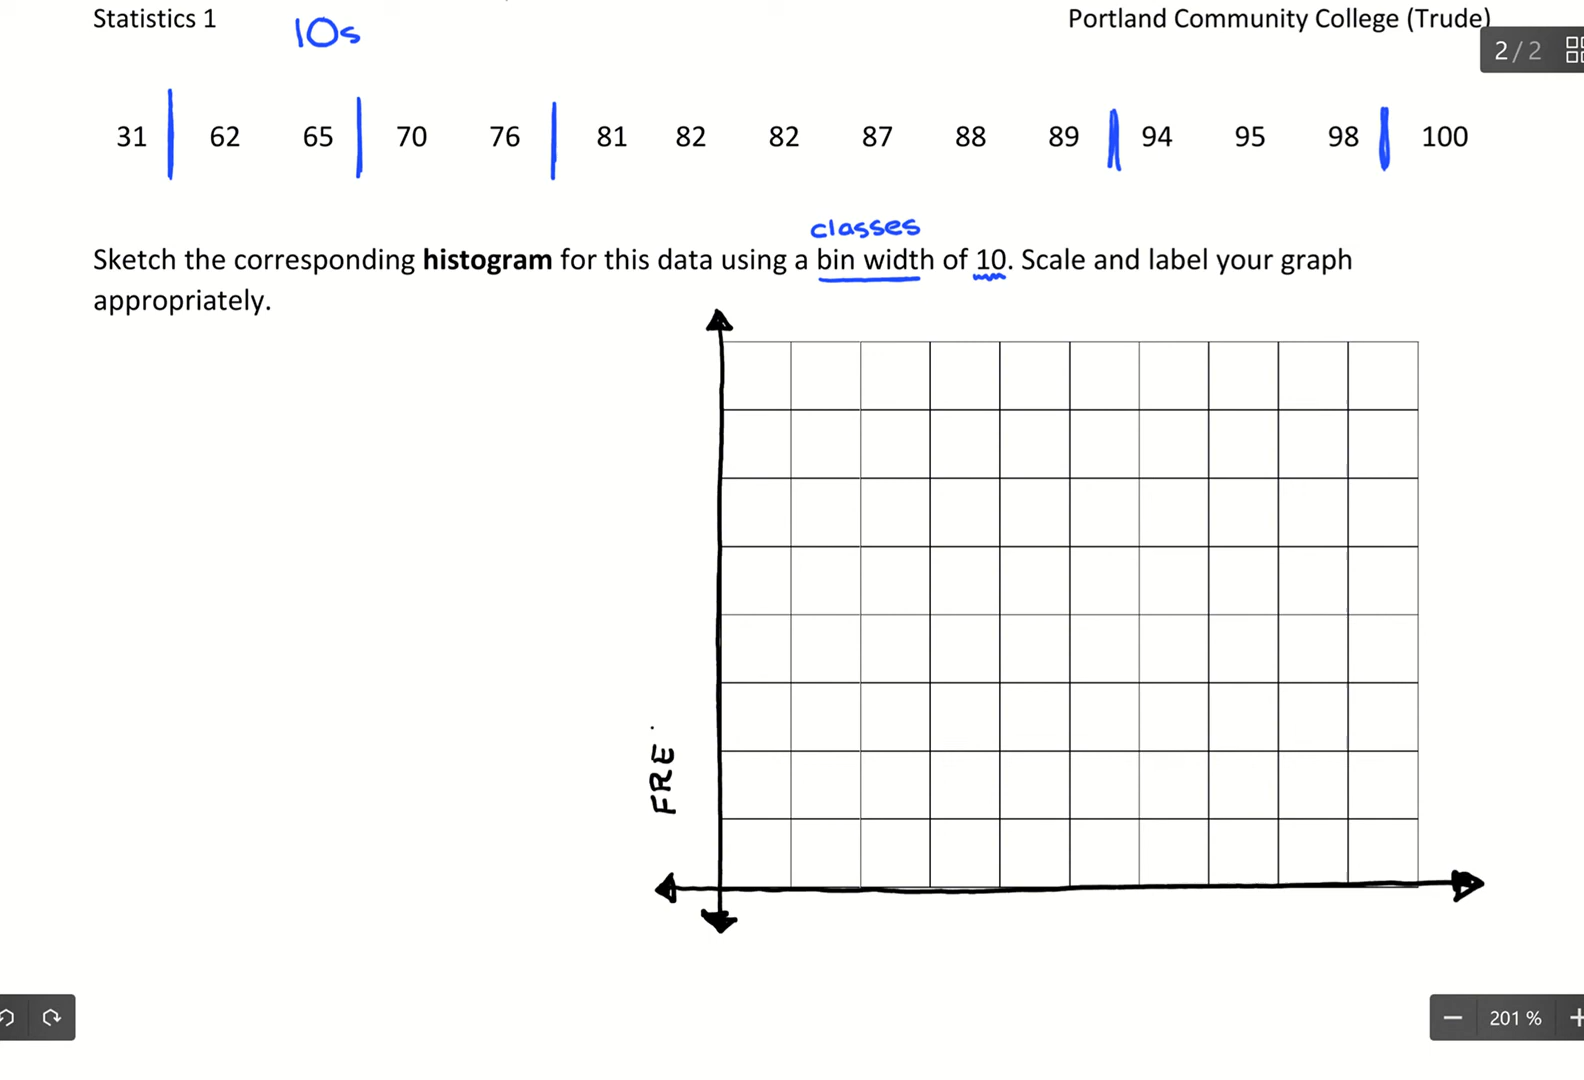 Statistics 1
10s
Portland Community College (Trude)
2 / 2
31 62 65 70 76 81 82 82 87 88 89 94 95 98 100
classes
Sketch the corresponding histogram for this data using a bin width of 10. Scale and label your graph
appropriately.
FRE
201 %